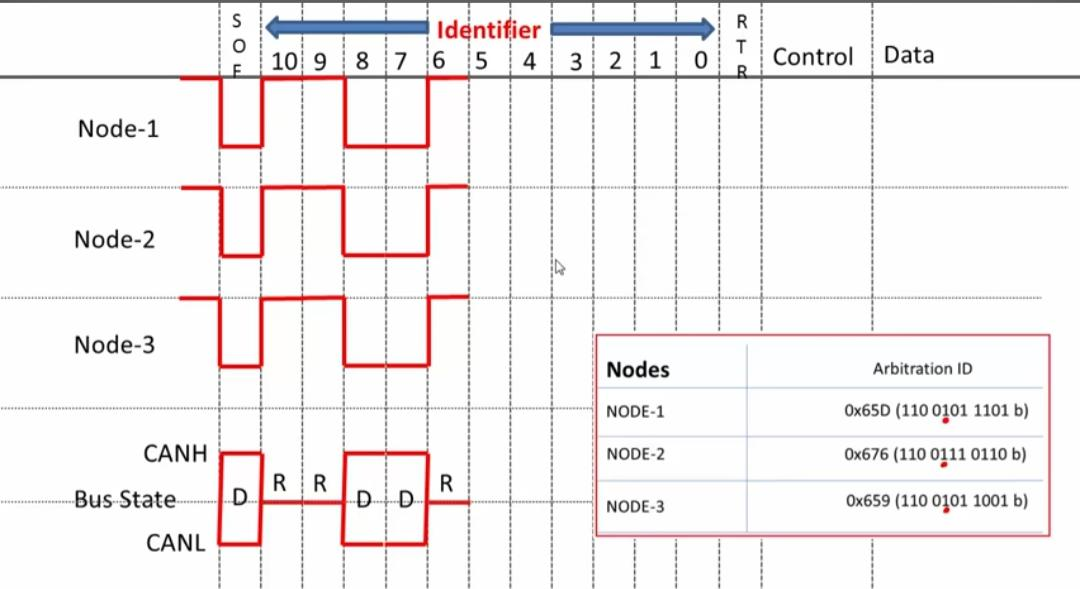 SOF
Identifier
RTR
10 9 8 7 6 5 4 3 2 1 0
Control
Data
Node-1
Node-2
Node-3
CANH
Bus State
CANL
D R R D D R
Nodes Arbitration ID
NODE-1 0x65D (110 0101 1101 b)
NODE-2 0x676 (110 0111 0110 b)
NODE-3 0x659 (110 0101 1001 b)